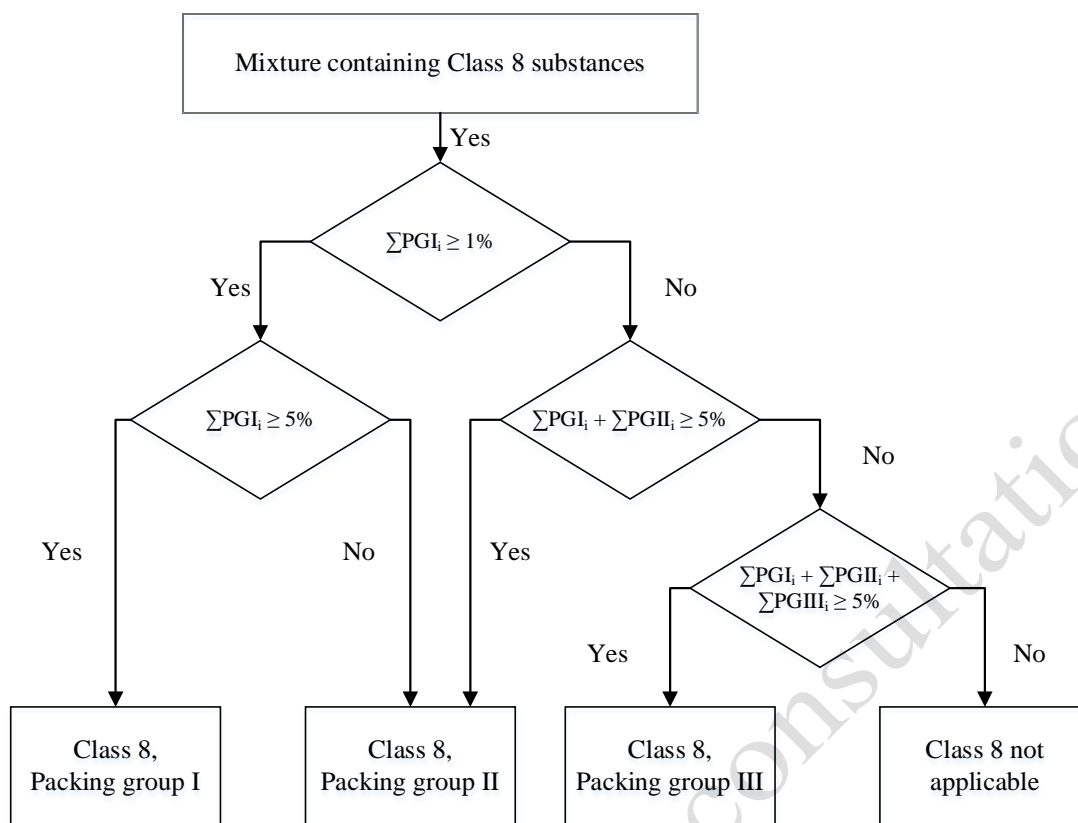 Mixture containing Class 8 substances
Yes
∑PGIᵢ ≥ 1%
Yes
No
∑PGIᵢ ≥ 5%
∑PGIᵢ + ∑PGIIᵢ ≥ 5%
No
Yes
No
Yes
∑PGIᵢ + ∑PGIIᵢ +
∑PGIIIᵢ ≥ 5%
Yes
No
Class 8,
Packing group I
Class 8,
Packing group II
Class 8,
Packing group III
Class 8 not
applicable